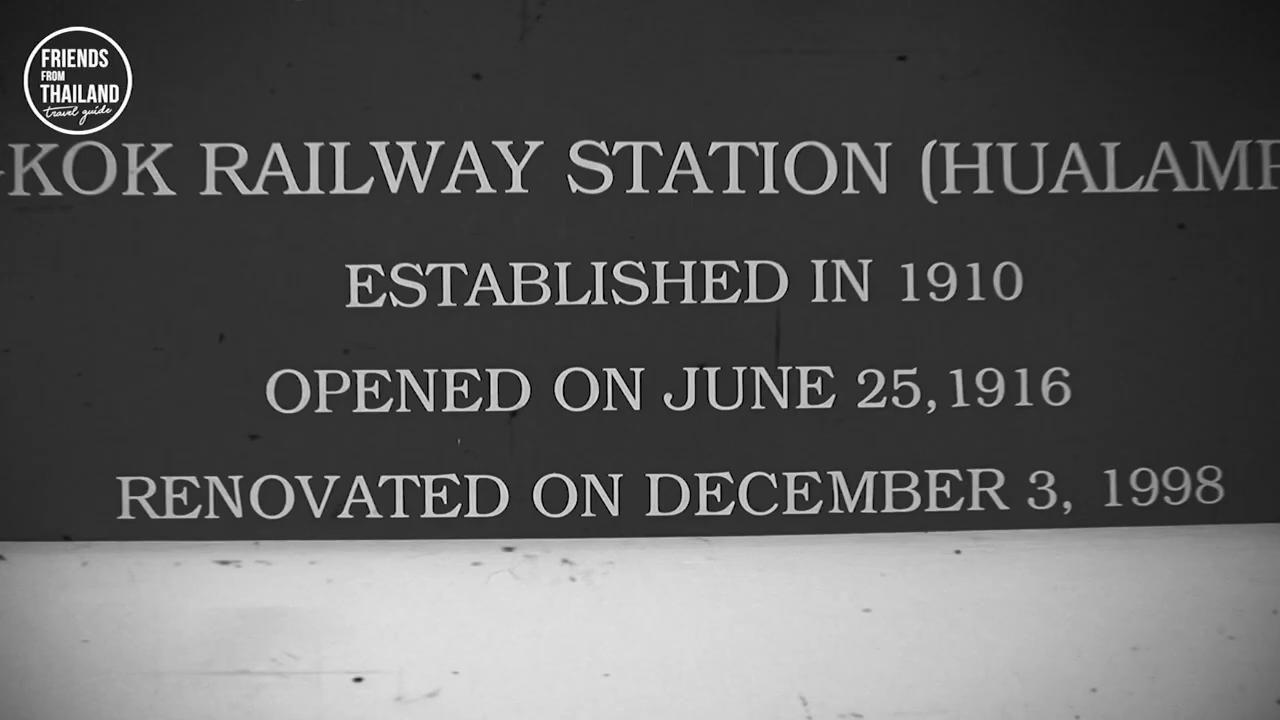 FRIENDS
FROM
THAILAND
travel guide
KOK RAILWAY STATION (HUALAMP
ESTABLISHED IN 1910
OPENED ON JUNE 25,1916
RENOVATED ON DECEMBER 3, 1998